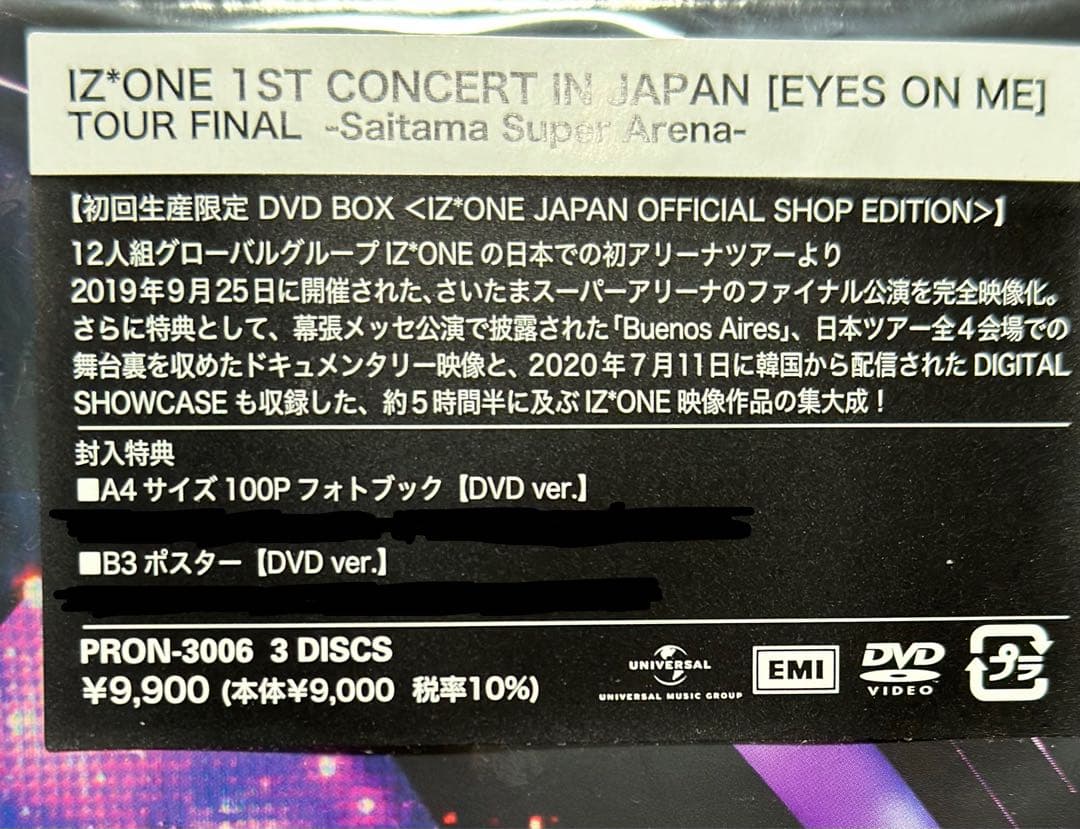 IZ*ONE 1ST CONCERT IN JAPAN [EYES ON ME]
TOUR FINAL -Saitama Super Arena-
【初回生産限定 DVD BOX <IZ*ONE JAPAN OFFICIAL SHOP EDITION>】
12人組グローバルグループIZ*ONE の日本での初アリーナツアーより
2019年9月25日に開催された、さいたまスーパーアリーナのファイナル公演を完全映像化。
さらに特典として、幕張メッセ公演で披露された「Buenos Aires」、日本ツアー全4会場での
舞台裏を収めたドキュメンタリー映像と、2020年7月11日に韓国から配信された DIGITAL
SHOWCASE も収録した、約5時間半に及ぶ IZ*ONE 映像作品の集大成！
封入特典
■A4サイズ100Pフォトブック【DVD ver.】
■B3ポスター【DVD ver.】
PRON-3006 3 DISCS
¥9,900 (本体¥9,000 税率10%)
UNIVERSAL
UNIVERSAL MUSIC GROUP
EMI
DVD
VIDEO
プラ